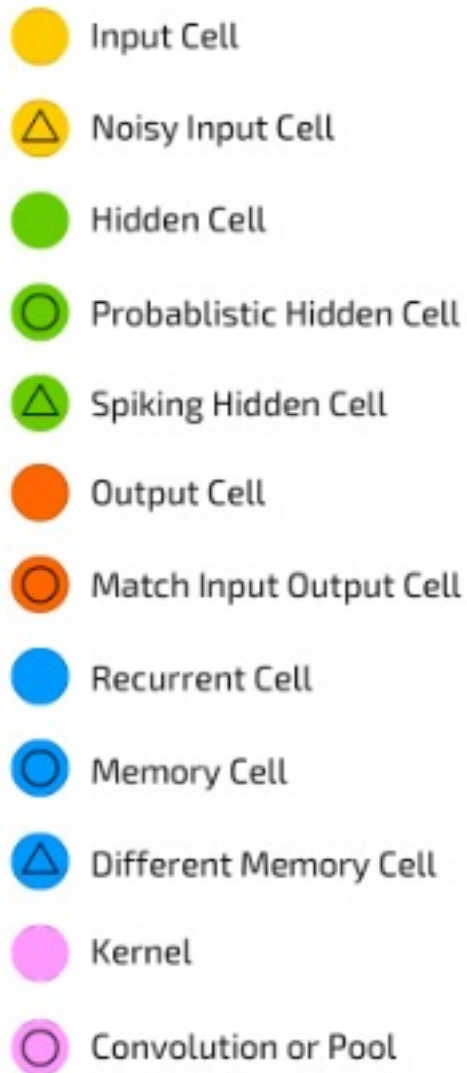 Input Cell
Noisy Input Cell
Hidden Cell
Probablistic Hidden Cell
Spiking Hidden Cell
Output Cell
Match Input Output Cell
Recurrent Cell
Memory Cell
Different Memory Cell
Kernel
Convolution or Pool